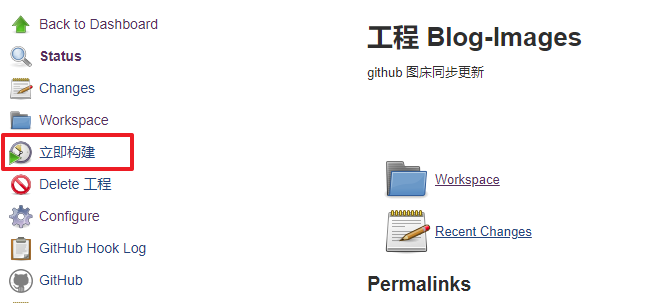 Back to Dashboard
Status
Changes
Workspace
立即构建
Delete 工程
Configure
GitHub Hook Log
GitHub
工程 Blog-Images
github 图床同步更新
Workspace
Recent Changes
Permalinks